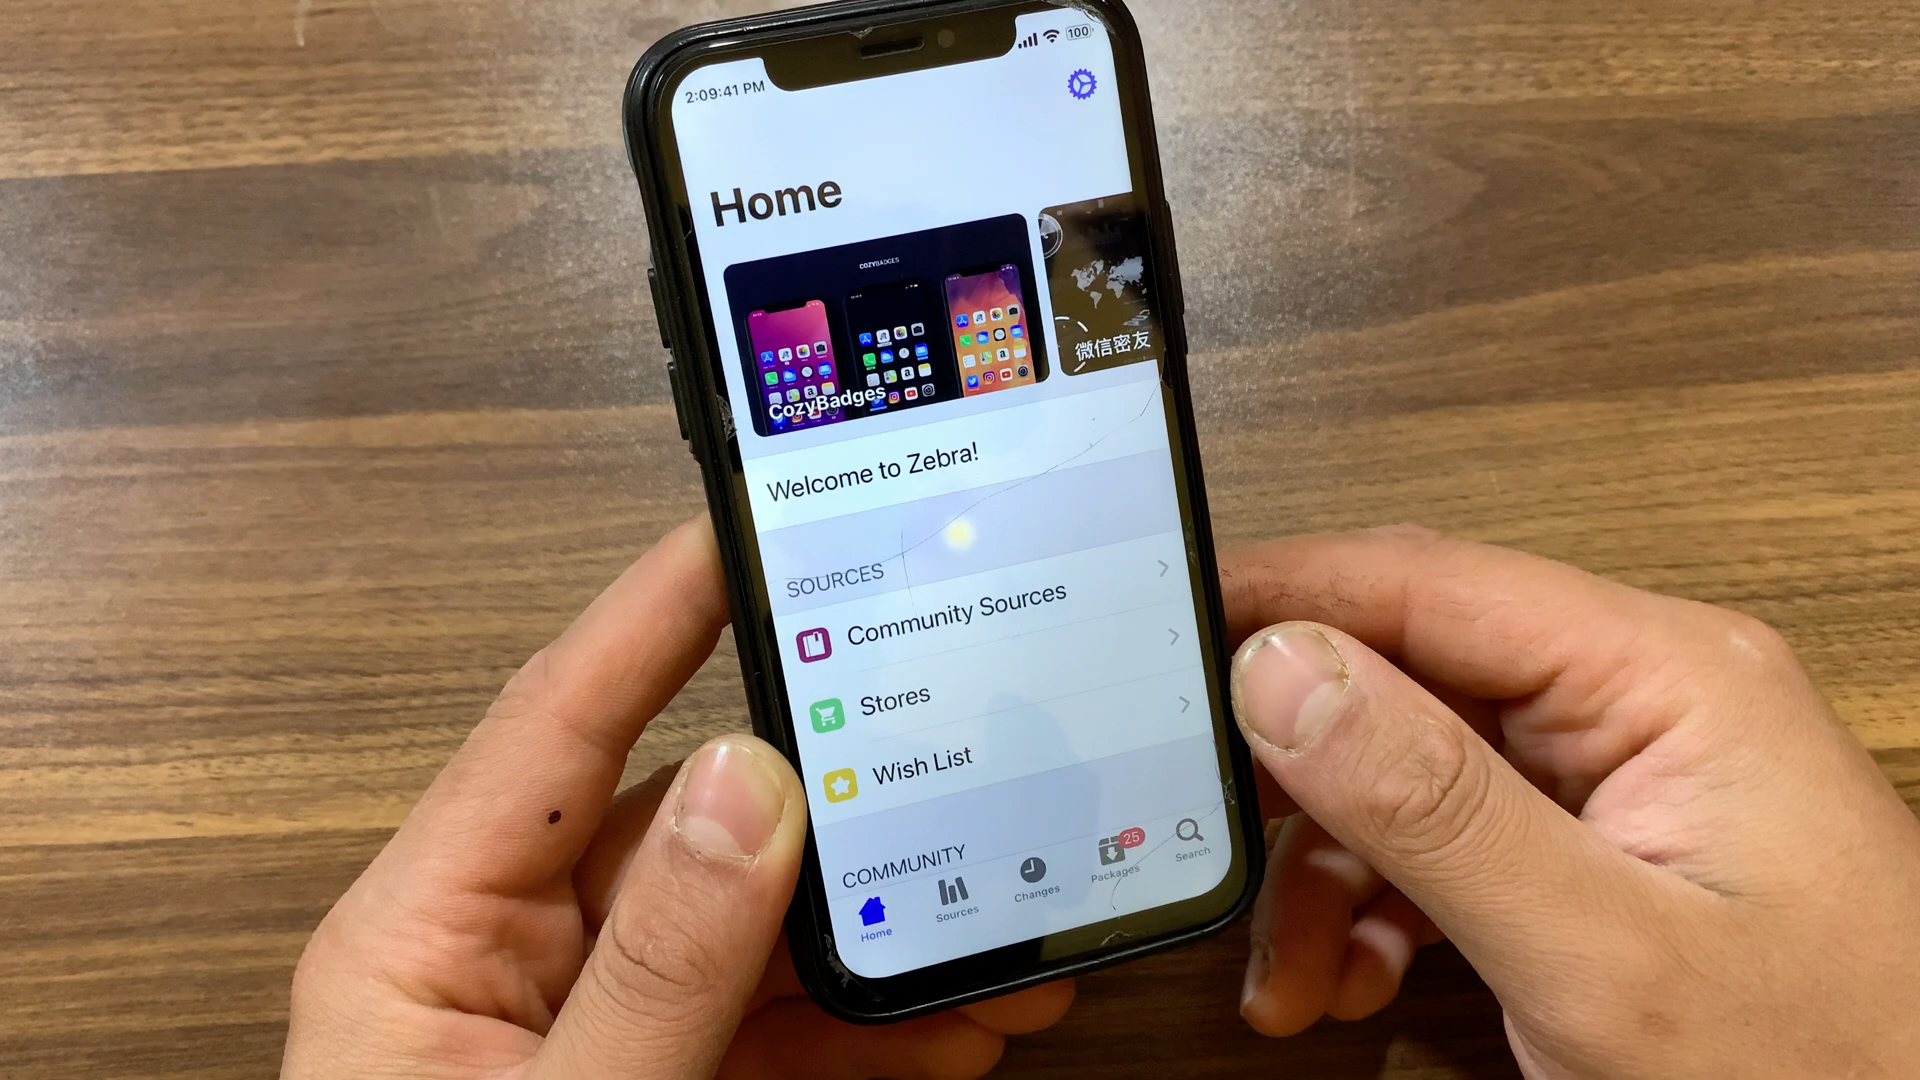 2:09:41 PM
100
Home
COZYBADGES
CozyBadges
微信密友
Welcome to Zebra!
SOURCES
Community Sources
Stores
Wish List
COMMUNITY
Home
Sources
Changes
25
Packages
Search